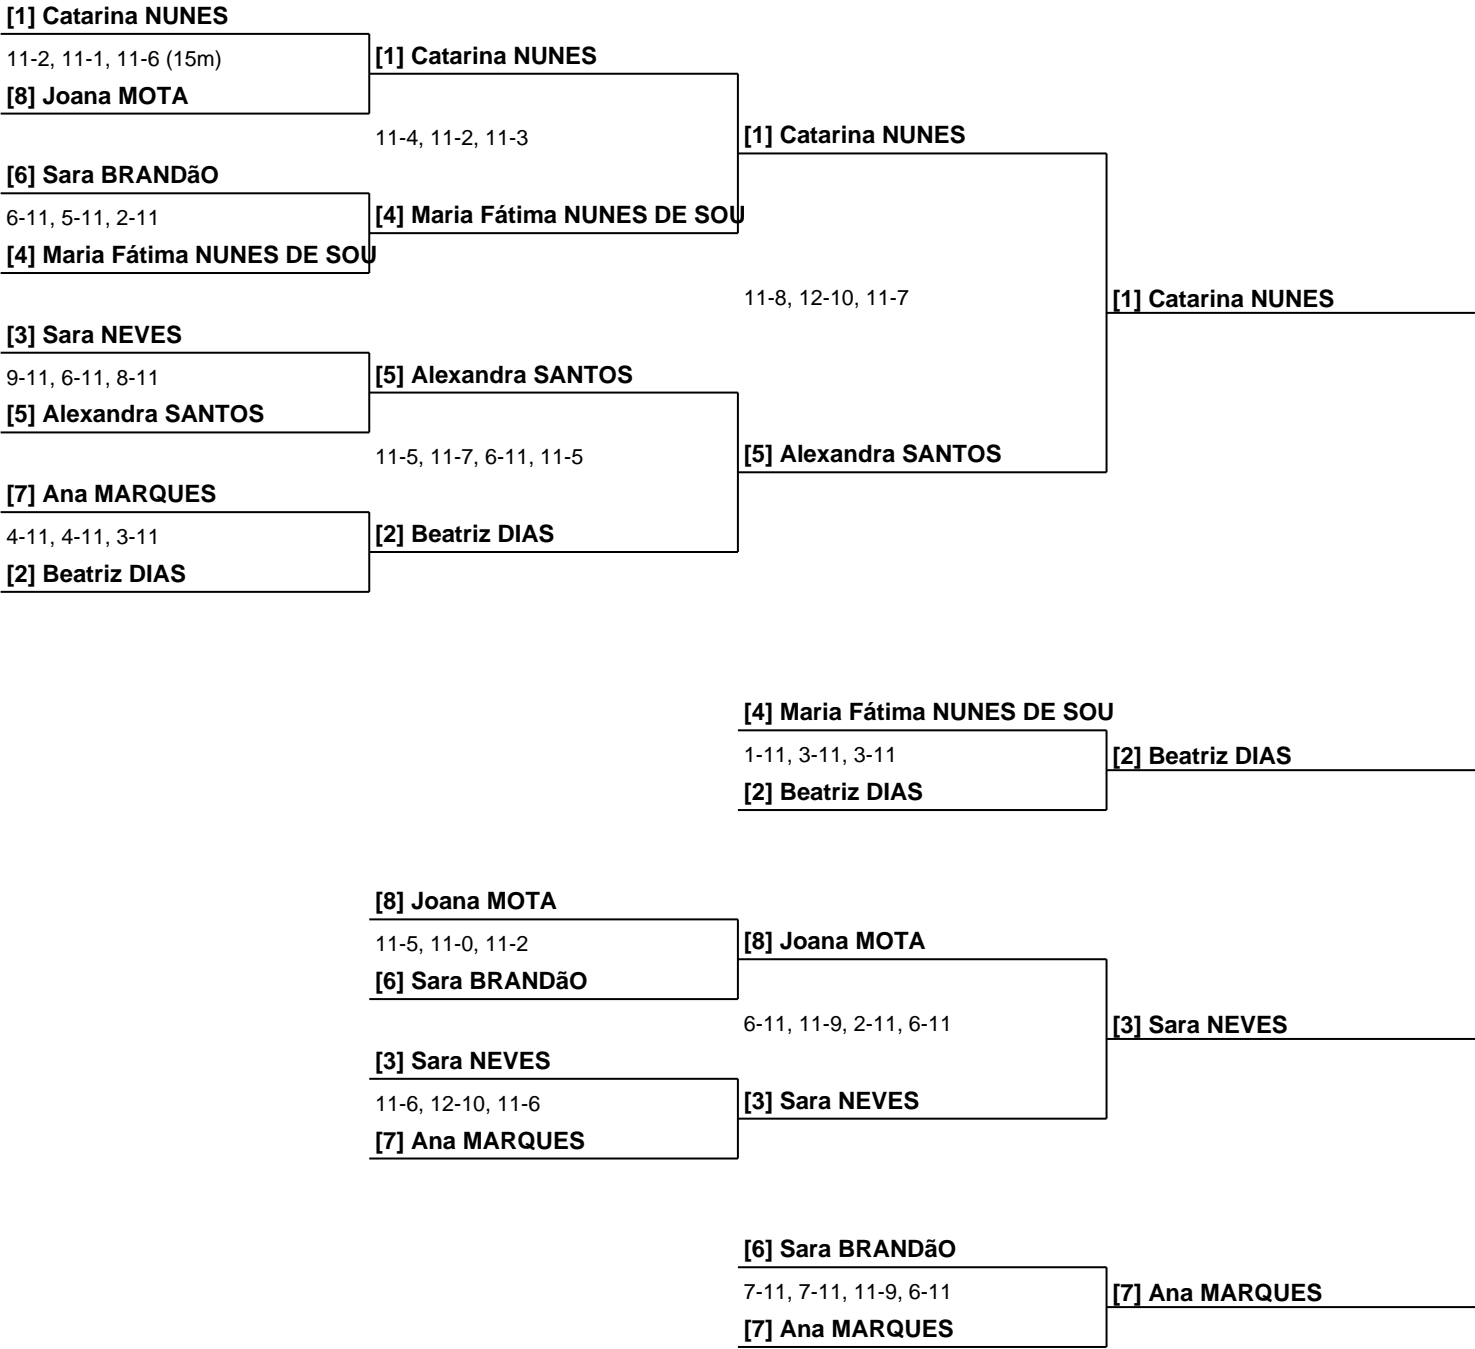 [1] Catarina NUNES
11-2, 11-1, 11-6 (15m)
[1] Catarina NUNES
[8] Joana MOTA
11-4, 11-2, 11-3
[1] Catarina NUNES
[6] Sara BRANDãO
6-11, 5-11, 2-11
[4] Maria Fátima NUNES DE SOU
[4] Maria Fátima NUNES DE SOU
11-8, 12-10, 11-7
[1] Catarina NUNES
[3] Sara NEVES
9-11, 6-11, 8-11
[5] Alexandra SANTOS
[5] Alexandra SANTOS
11-5, 11-7, 6-11, 11-5
[5] Alexandra SANTOS
[7] Ana MARQUES
4-11, 4-11, 3-11
[2] Beatriz DIAS
[2] Beatriz DIAS
[4] Maria Fátima NUNES DE SOU
1-11, 3-11, 3-11
[2] Beatriz DIAS
[2] Beatriz DIAS
[8] Joana MOTA
11-5, 11-0, 11-2
[8] Joana MOTA
[6] Sara BRANDãO
6-11, 11-9, 2-11, 6-11
[3] Sara NEVES
[3] Sara NEVES
11-6, 12-10, 11-6
[3] Sara NEVES
[7] Ana MARQUES
[6] Sara BRANDãO
7-11, 7-11, 11-9, 6-11
[7] Ana MARQUES
[7] Ana MARQUES